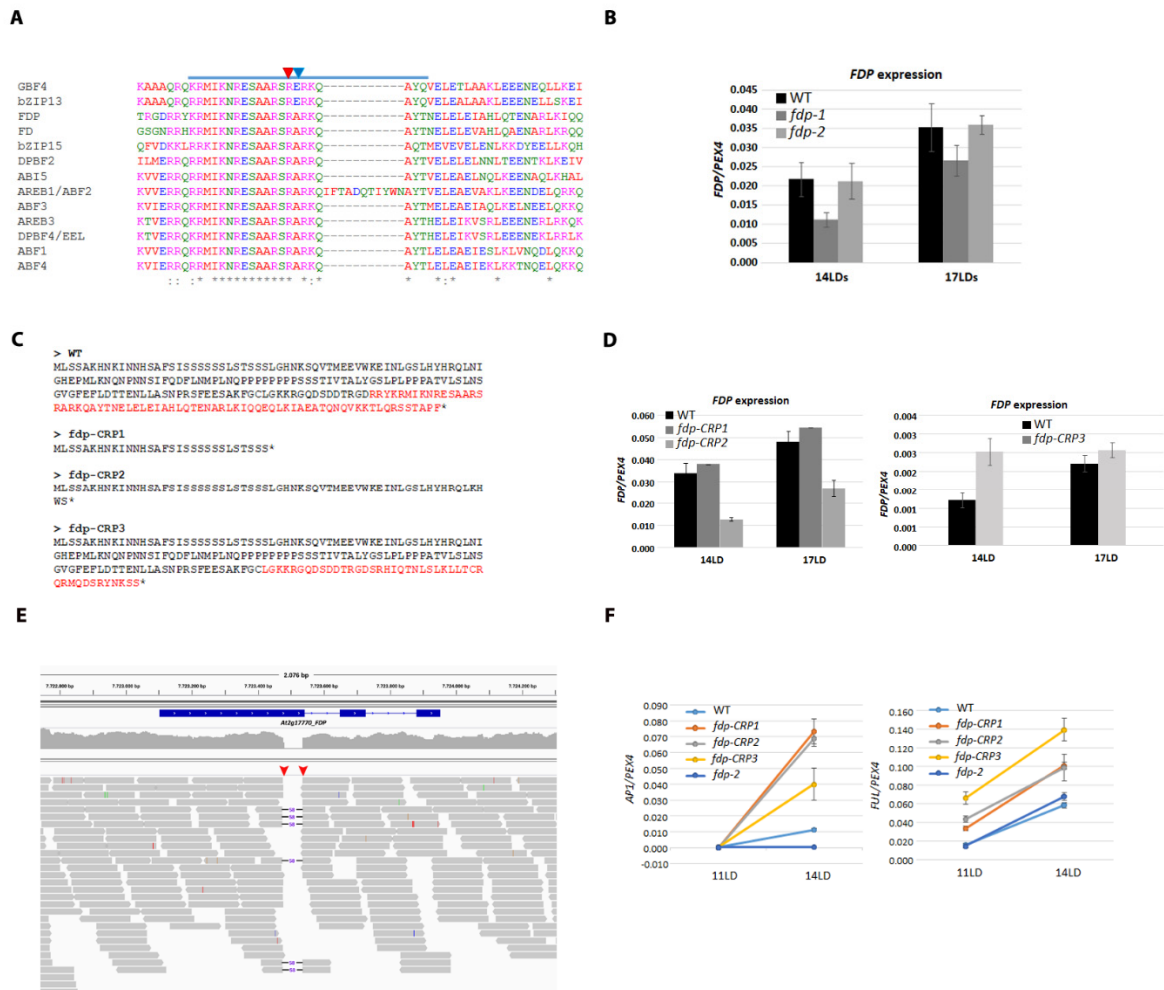 A
GBF4 KAAAQRQKRMIKNRESAARSRERKQ------------AYQVELETLAAKLEEENEQLLKEI
bZIP13 KAAAQRQKRMIKNRESAARSRERKQ------------AYQVELEALAAKLEEENELLSKEI
FDP TRGDRRYKRMIKNRESAARSRARKQ------------AYTNELELEIAHLQTENARLKIQQ
FD GSGNRRHKRMIKNRESAARSRARKQ------------AYTNELELEVAHLQAENARLKRQQ
bZIP15 QFVDKKLRRKIKNRESAARSRARKQ------------AQTMEVEVELENLKKDYEELLKQH
DPBF2 ILMERRQRRMIKNRESAARSRARKQ------------AYTVELELELNNLTEENTKLKEIV
ABI5 KVVERRQRRMIKNRESAARSRARKQ------------AYTVELEAELNQLKEENAQLKHAL
AREB1/ABF2 KVVERRQRRMIKNRESAARSRARKQIFTADQTIYWNAYTVELEAEVAKLKEENDELQRKQ
ABF3 KVIERRQRRMIKNRESAARSRARKQ------------AYTMELEAEIAQLKELNEELQKKQ
AREB3 KTVERRQKRMIKNRESAARSRARKQ------------AYTHELEIKVSRLEEENERLRKQK
DPBF4/EEL KTVERRQKRMIKNRESAARSRARKQ------------AYTHELEIKVSRLEEENEKLRRLK
ABF1 KVVERRQKRMIKNRESAARSRARKQ------------AYTLELEAEIESLKLVNQDLQKKQ
ABF4 KVIERRQRRMIKNRESAARSRARKQ------------AYTLELEAEIEKLKKTNQELQKKQ
B
FDP expression
WT
fdp-1
fdp-2
FDP/PEX4
0.045
0.040
0.035
0.030
0.025
0.020
0.015
0.010
0.005
0.000
14LDs 17LDs
C
> WT
MLSSAKHNKINNHSAFSISSSSSSLSTSSSLGHNKSQVTMEEVWKEINLGSLHYHRQLNI
GHEPMLKNQNPNNSIFQDFLNMPLNQPPPPPPPPPSSSTIVTALYGSLPLPPPATVLSLNS
GVGFEFLDTTENLLASNPRSFEESAKFGCLGKKRGQDSDDTRGDRRYKRMIKNRESAARS
RARKQAYTNELELEIAHLQTENARLKIQQEQLKIAEATQNQVKKTLQRSSTAPF*
> fdp-CRP1
MLSSAKHNKINNHSAFSISSSSSSLSTSSS*
> fdp-CRP2
MLSSAKHNKINNHSAFSISSSSSSLSTSSSLGHNKSQVTMEEVWKEINLGSLHYHRQLKH
WS*
> fdp-CRP3
MLSSAKHNKINNHSAFSISSSSSSLSTSSSLGHNKSQVTMEEVWKEINLGSLHYHRQLNI
GHEPMLKNQNPNNSIFQDFLNMPLNQPPPPPPPPPSSSTIVTALYGSLPLPPPATVLSLNS
GVGFEFLDTTENLLASNPRSFEESAKFGCLGKKRGQDSDDTRGDSRHIQTNLSLKLLTCR
QRMQDSRYNKSS*
D
FDP expression
WT
fdp-CRP1
fdp-CRP2
FDP/PEX4
0.060
0.050
0.040
0.030
0.010
0.000
14LD 17LD
FDP expression
WT
fdp-CRP3
FDP/PEX4
0.004
0.003
0.003
0.002
0.002
0.001
0.001
0.000
14LD 17LD
E
2.076 bp
At2g17770_FDP
F
WT
fdp-CRP1
fdp-CRP2
fdp-CRP3
fdp-2
AP1/PEX4
0.090
0.080
0.070
0.060
0.050
0.040
0.030
0.020
0.010
0.000
-0.010
11LD 14LD
WT
fdp-CRP1
fdp-CRP2
fdp-CRP3
fdp-2
FUL/PEX4
0.160
0.140
0.120
0.100
0.080
0.060
0.040
0.020
0.000
11LD 14LD